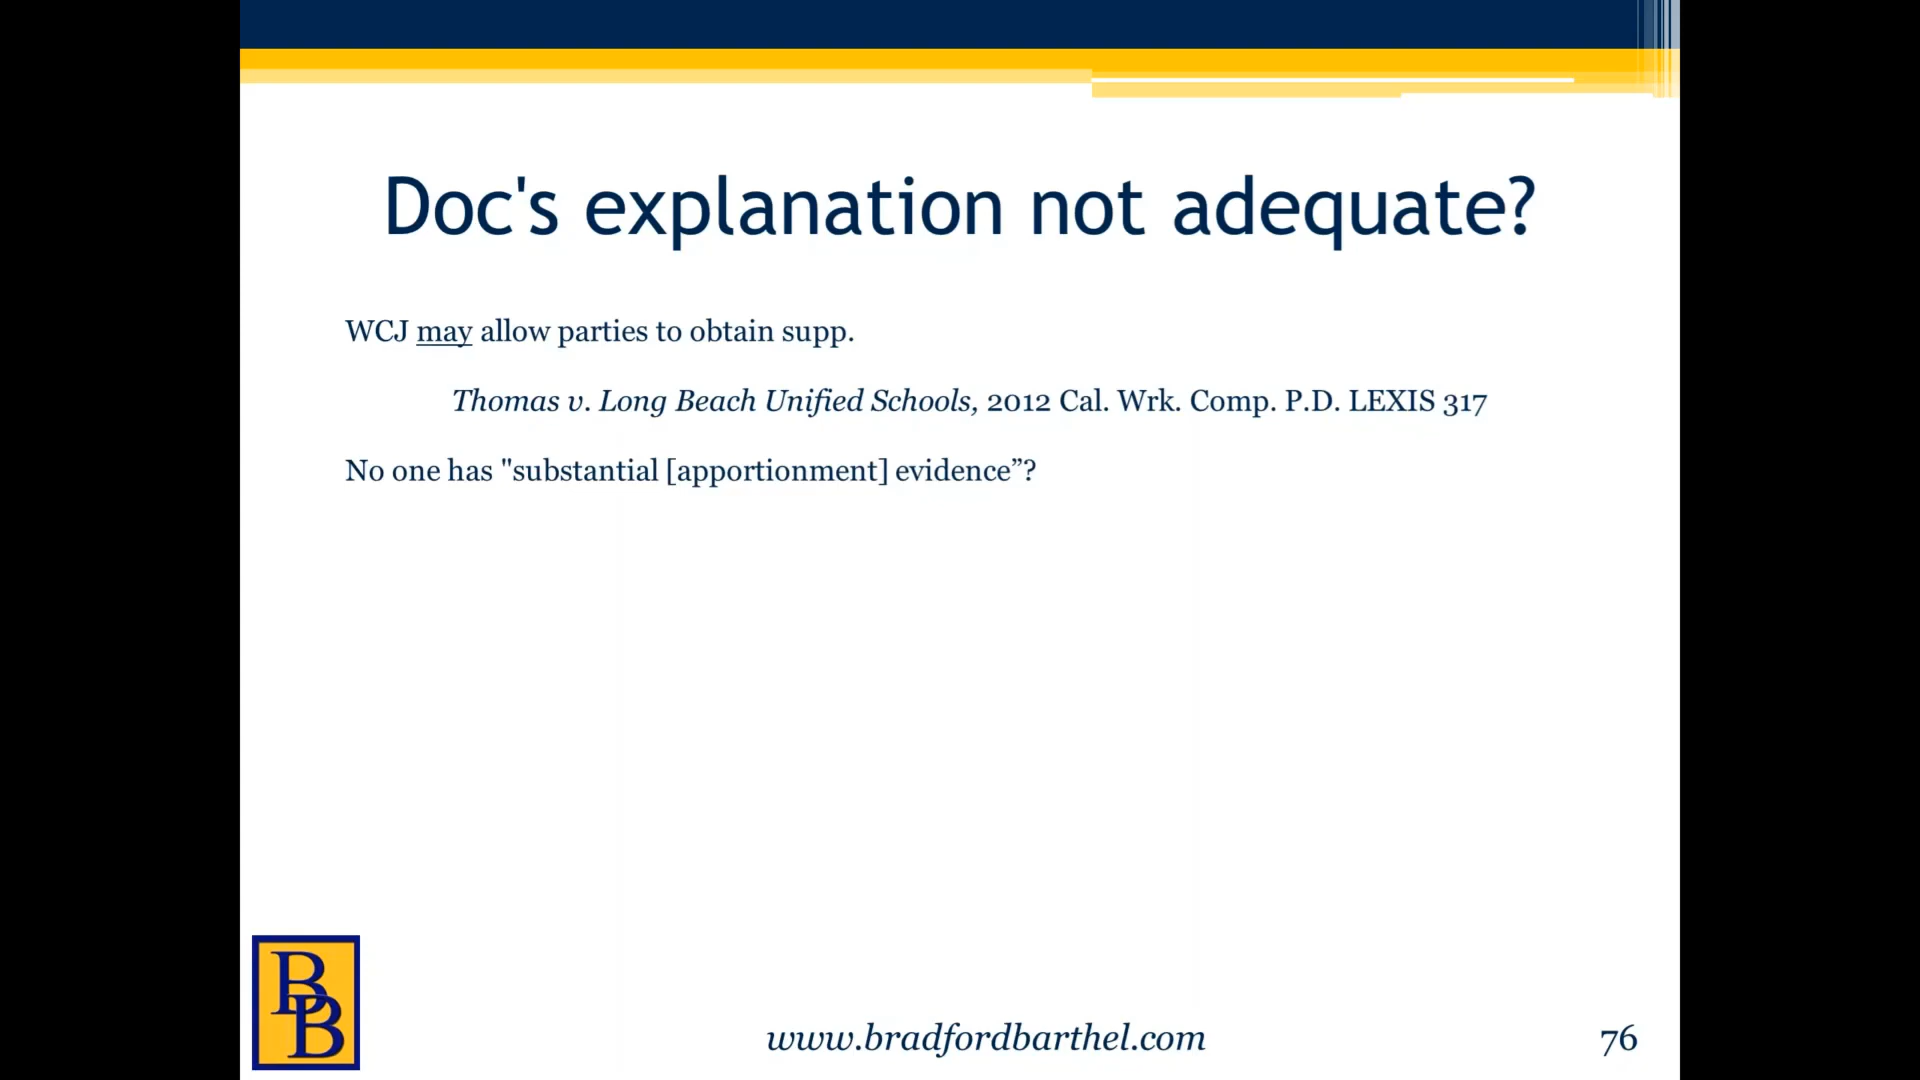 Doc's explanation not adequate?
WCJ may allow parties to obtain supp.
Thomas v. Long Beach Unified Schools, 2012 Cal. Wrk. Comp. P.D. LEXIS 317
No one has "substantial [apportionment] evidence”?
BB
www.bradfordbarthel.com
76